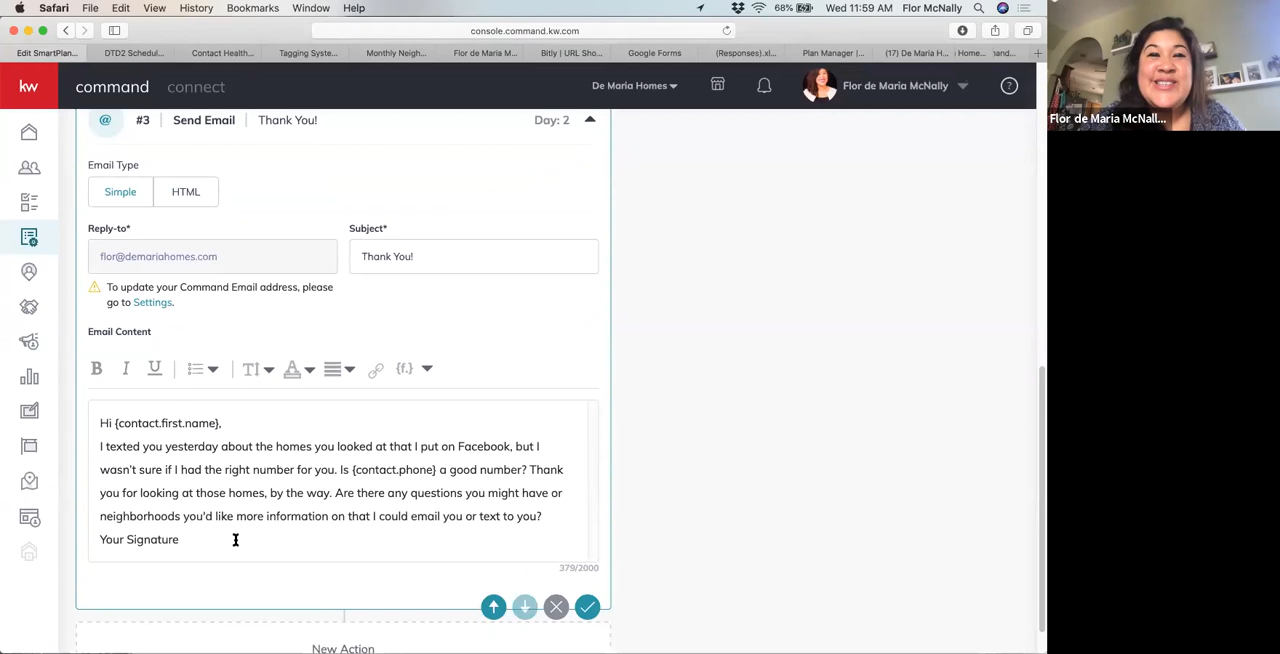 Safari File Edit View History Bookmarks Window Help 68% Wed 11:59 AM Flor McNally
console.command.kw.com
Edit SmartPlan... DTD2 Schedul... Contact Health... Tagging Syste... Monthly Neigh... Flor de Maria M... Bitly | URL Sho... Google Forms (Responses).xl... Plan Manager |... (17) De Maria H... Home...
kw command connect De Maria Homes Flor de Maria McNally ?
Flor de Maria McNall...
@ #3 Send Email Thank You! Day: 2
Email Type
Simple HTML
Reply-to* Subject*
flor@demariahomes.com Thank You!
To update your Command Email address, please
go to Settings.
Email Content
B I U TI A {f.}
Hi {contact.first.name},
I texted you yesterday about the homes you looked at that I put on Facebook, but I
wasn't sure if I had the right number for you. Is {contact.phone} a good number? Thank
you for looking at those homes, by the way. Are there any questions you might have or
neighborhoods you'd like more information on that I could email you or text to you?
Your Signature
379/2000
New Action